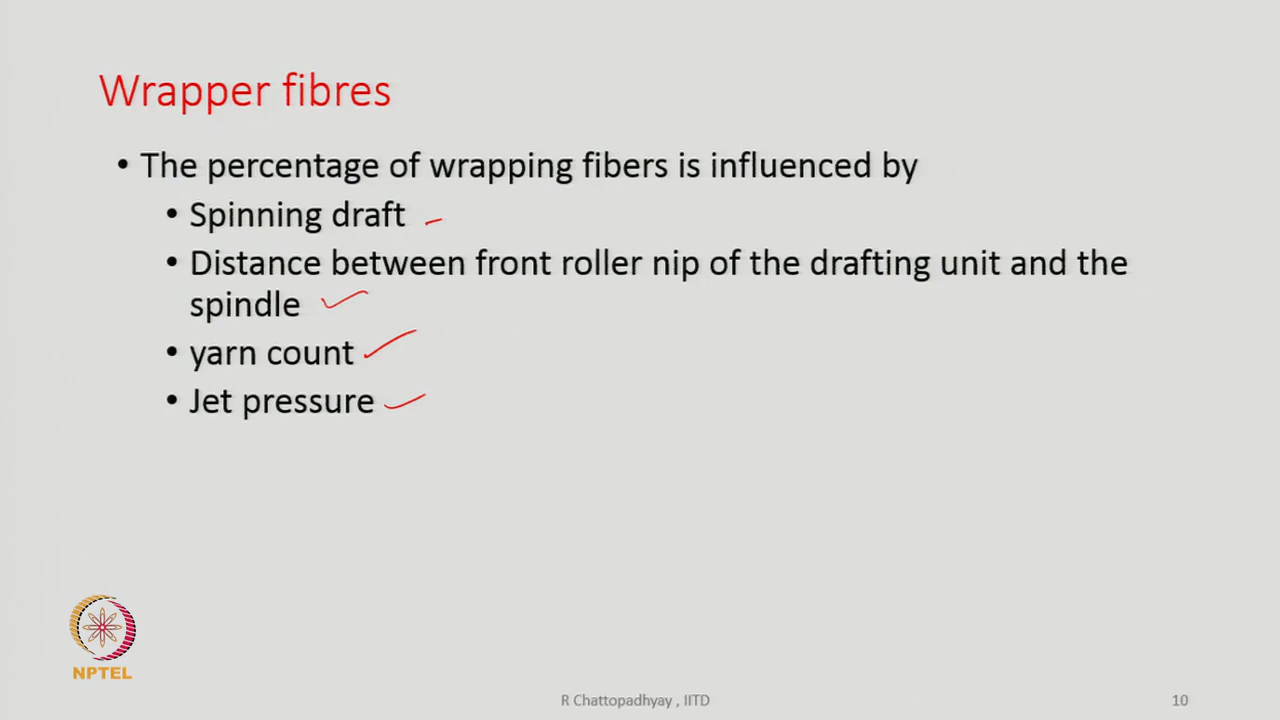 Wrapper fibres
• The percentage of wrapping fibers is influenced by
• Spinning draft
• Distance between front roller nip of the drafting unit and the
spindle
• yarn count
• Jet pressure
NPTEL
R Chattopadhyay , IITD
10